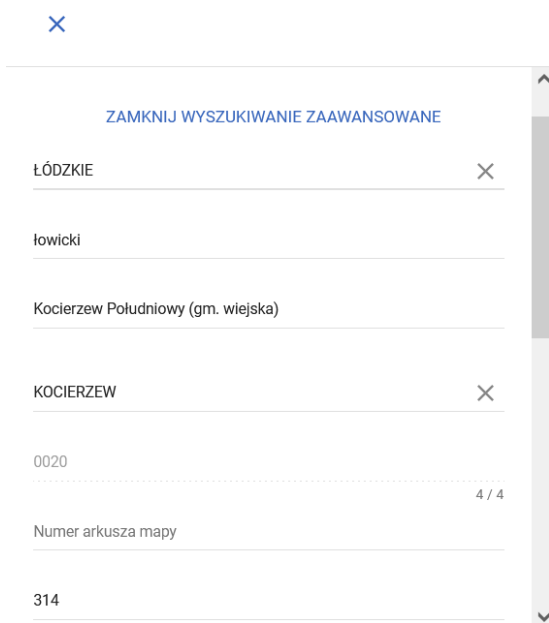 ZAMKNIJ WYSZUKIWANIE ZAAWANSOWANE
ŁÓDZKIE
łowicki
Kocierzew Południowy (gm. wiejska)
KOCIERZEW
0020
4 / 4
Numer arkusza mapy
314